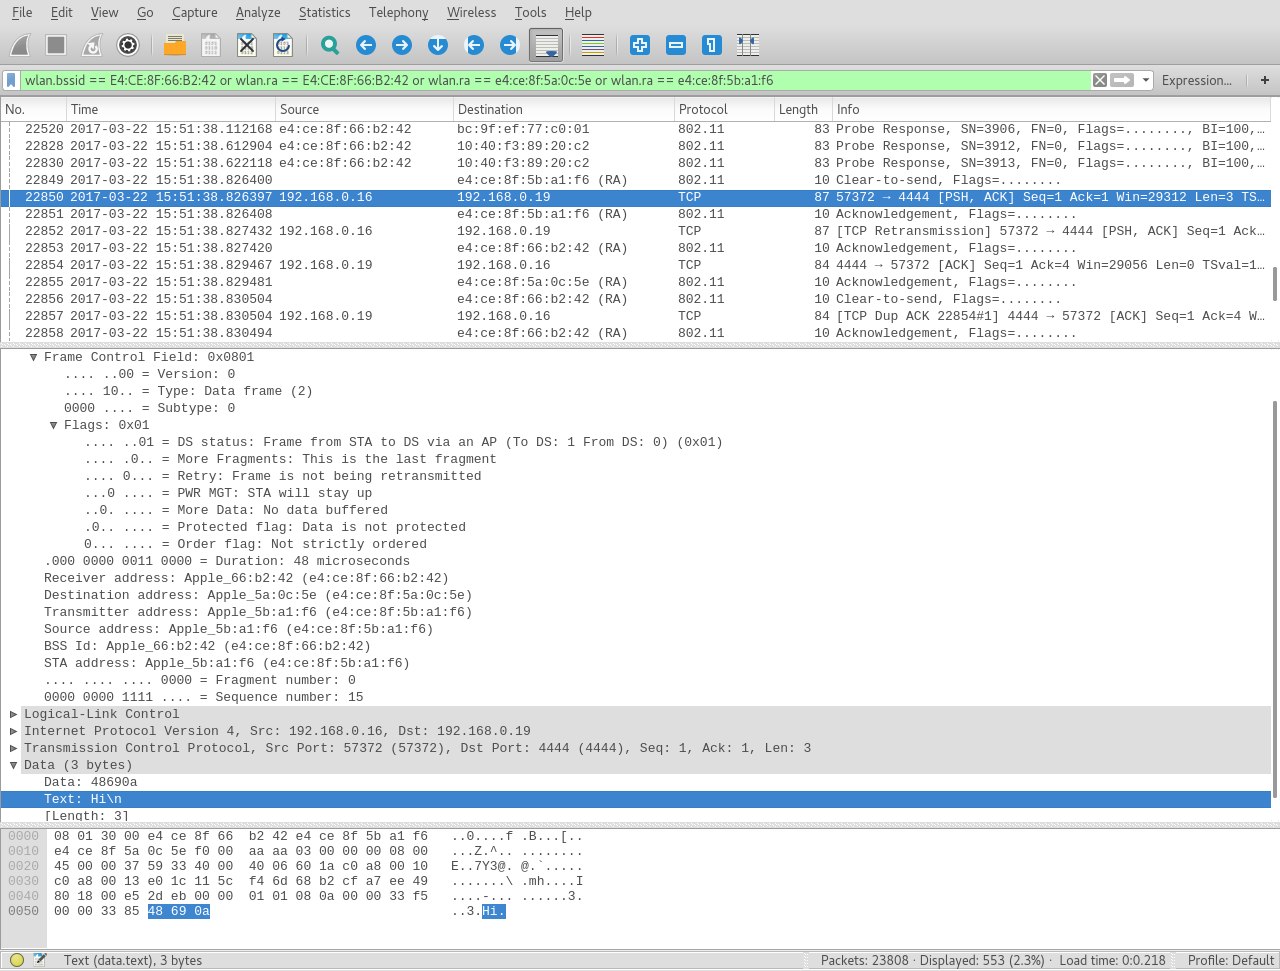 File Edit View Go Capture Analyze Statistics Telephony Wireless Tools Help
wlan.bssid == E4:CE:8F:66:B2:42 or wlan.ra == E4:CE:8F:66:B2:42 or wlan.ra == e4:ce:8f:5a:0c:5e or wlan.ra == e4:ce:8f:5b:a1:f6 Expression... +
No. Time Source Destination Protocol Length Info
22520 2017-03-22 15:51:38.112168 e4:ce:8f:66:b2:42 bc:9f:ef:77:c0:01 802.11 83 Probe Response, SN=3906, FN=0, Flags=........, BI=100,…
22828 2017-03-22 15:51:38.612904 e4:ce:8f:66:b2:42 10:40:f3:89:20:c2 802.11 83 Probe Response, SN=3912, FN=0, Flags=........, BI=100,…
22830 2017-03-22 15:51:38.622118 e4:ce:8f:66:b2:42 10:40:f3:89:20:c2 802.11 83 Probe Response, SN=3913, FN=0, Flags=........, BI=100,…
22849 2017-03-22 15:51:38.826400 e4:ce:8f:5b:a1:f6 (RA) 802.11 10 Clear-to-send, Flags=........
22850 2017-03-22 15:51:38.826397 192.168.0.16 192.168.0.19 TCP 87 57372 → 4444 [PSH, ACK] Seq=1 Ack=1 Win=29312 Len=3 TS…
22851 2017-03-22 15:51:38.826408 e4:ce:8f:5b:a1:f6 (RA) 802.11 10 Acknowledgement, Flags=........
22852 2017-03-22 15:51:38.827432 192.168.0.16 192.168.0.19 TCP 87 [TCP Retransmission] 57372 → 4444 [PSH, ACK] Seq=1 Ack…
22853 2017-03-22 15:51:38.827420 e4:ce:8f:66:b2:42 (RA) 802.11 10 Acknowledgement, Flags=........
22854 2017-03-22 15:51:38.829467 192.168.0.19 192.168.0.16 TCP 84 4444 → 57372 [ACK] Seq=1 Ack=4 Win=29056 Len=0 TSval=1…
22855 2017-03-22 15:51:38.829481 e4:ce:8f:5a:0c:5e (RA) 802.11 10 Acknowledgement, Flags=........
22856 2017-03-22 15:51:38.830504 e4:ce:8f:66:b2:42 (RA) 802.11 10 Clear-to-send, Flags=........
22857 2017-03-22 15:51:38.830504 192.168.0.19 192.168.0.16 TCP 84 [TCP Dup ACK 22854#1] 4444 → 57372 [ACK] Seq=1 Ack=4 W…
22858 2017-03-22 15:51:38.830494 e4:ce:8f:66:b2:42 (RA) 802.11 10 Acknowledgement, Flags=........
Frame Control Field: 0x0801
.... ..00 = Version: 0
.... 10.. = Type: Data frame (2)
0000 .... = Subtype: 0
Flags: 0x01
.... ..01 = DS status: Frame from STA to DS via an AP (To DS: 1 From DS: 0) (0x01)
.... .0.. = More Fragments: This is the last fragment
.... 0... = Retry: Frame is not being retransmitted
...0 .... = PWR MGT: STA will stay up
..0. .... = More Data: No data buffered
.0.. .... = Protected flag: Data is not protected
0... .... = Order flag: Not strictly ordered
.000 0000 0011 0000 = Duration: 48 microseconds
Receiver address: Apple_66:b2:42 (e4:ce:8f:66:b2:42)
Destination address: Apple_5a:0c:5e (e4:ce:8f:5a:0c:5e)
Transmitter address: Apple_5b:a1:f6 (e4:ce:8f:5b:a1:f6)
Source address: Apple_5b:a1:f6 (e4:ce:8f:5b:a1:f6)
BSS Id: Apple_66:b2:42 (e4:ce:8f:66:b2:42)
STA address: Apple_5b:a1:f6 (e4:ce:8f:5b:a1:f6)
.... .... .... 0000 = Fragment number: 0
0000 0000 1111 .... = Sequence number: 15
Logical-Link Control
Internet Protocol Version 4, Src: 192.168.0.16, Dst: 192.168.0.19
Transmission Control Protocol, Src Port: 57372 (57372), Dst Port: 4444 (4444), Seq: 1, Ack: 1, Len: 3
Data (3 bytes)
Data: 48690a
Text: Hi\n
[Length: 3]
0000 08 01 30 00 e4 ce 8f 66 b2 42 e4 ce 8f 5b a1 f6 ..0....f .B...[..
0010 e4 ce 8f 5a 0c 5e f0 00 aa aa 03 00 00 00 08 00 ...Z.^.. ........
0020 45 00 00 37 59 33 40 00 40 06 60 1a c0 a8 00 10 E..7Y3@. @.`.....
0030 c0 a8 00 13 e0 1c 11 5c f4 6d 68 b2 cf a7 ee 49 .......\ .mh....I
0040 80 18 00 e5 2d eb 00 00 01 01 08 0a 00 00 33 f5 ....-... ......3.
0050 00 00 33 85 48 69 0a ..3.Hi.
Text (data.text), 3 bytes Packets: 23808 · Displayed: 553 (2.3%) · Load time: 0:0.218 Profile: Default